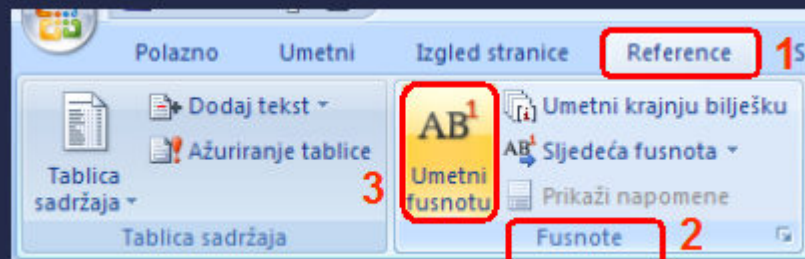 Polazno Umetni Izgled stranice Reference 1 S
Dodaj tekst
Ažuriranje tablice
Tablica
sadržaja
3
Tablica sadržaja
AB1
Umetni
fusnotu
[i] Umetni krajnju bilješku
AB1 Sljedeća fusnota
Prikaži napomene
Fusnote 2